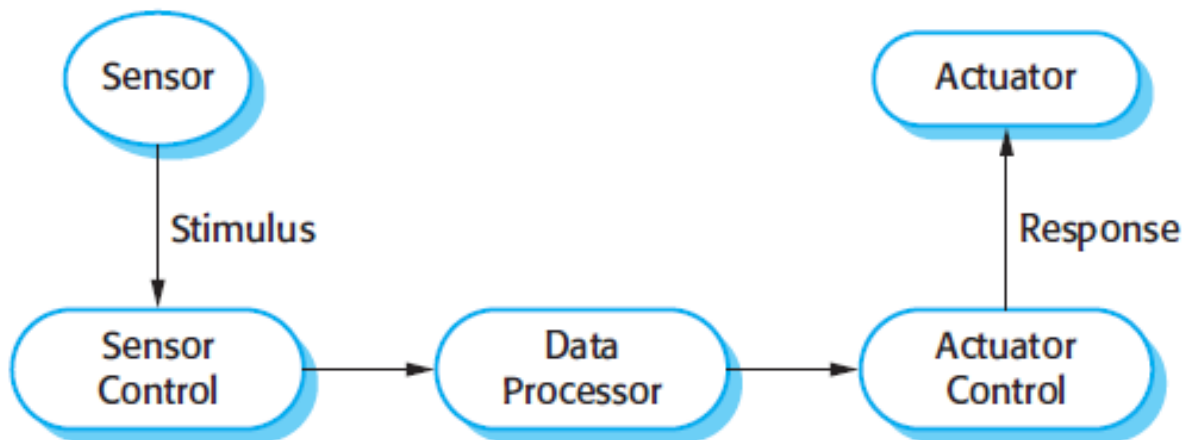 Sensor
Actuator
Stimulus
Response
Sensor
Control
Data
Processor
Actuator
Control